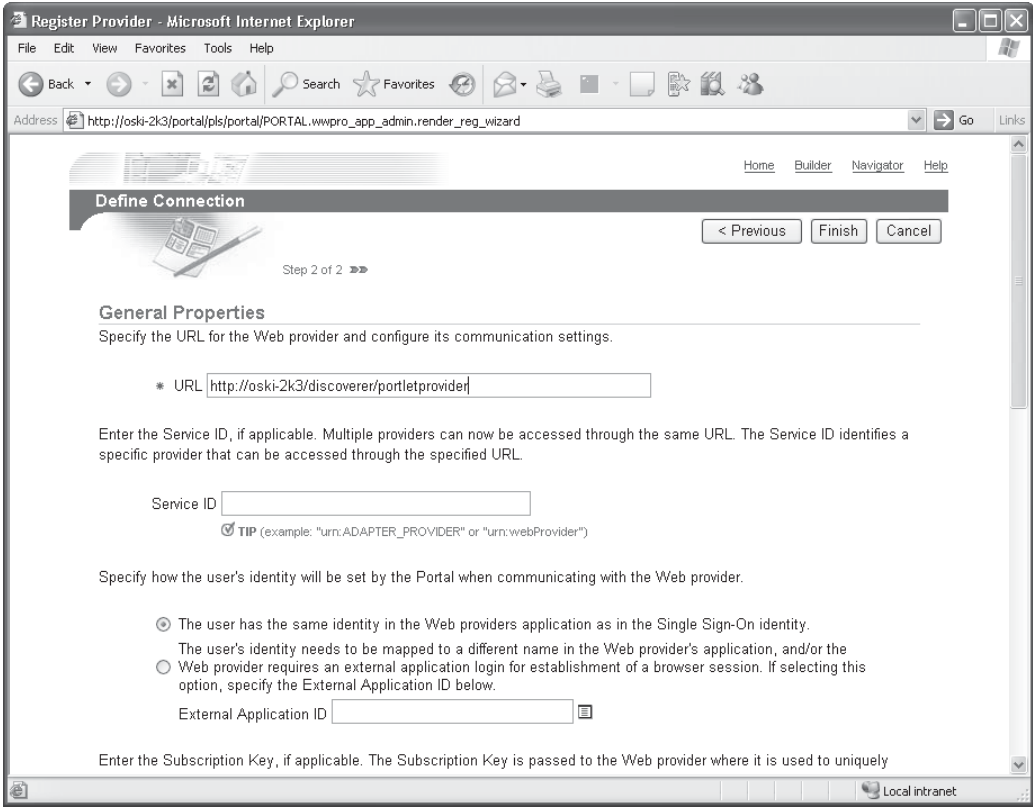 Register Provider - Microsoft Internet Explorer
File Edit View Favorites Tools Help
Back Search Favorites
Address http://oski-2k3/portal/pls/portal/PORTAL.wwpro_app_admin.render_reg_wizard Go Links
Home Builder Navigator Help
Define Connection
< Previous Finish Cancel
Step 2 of 2
General Properties
Specify the URL for the Web provider and configure its communication settings.
* URL http://oski-2k3/discoverer/portletprovider
Enter the Service ID, if applicable. Multiple providers can now be accessed through the same URL. The Service ID identifies a
specific provider that can be accessed through the specified URL.
Service ID
TIP (example: "urn:ADAPTER_PROVIDER" or "urn:webProvider")
Specify how the user's identity will be set by the Portal when communicating with the Web provider.
The user has the same identity in the Web providers application as in the Single Sign-On identity.
The user's identity needs to be mapped to a different name in the Web provider's application, and/or the
Web provider requires an external application login for establishment of a browser session. If selecting this
option, specify the External Application ID below.
External Application ID
Enter the Subscription Key, if applicable. The Subscription Key is passed to the Web provider where it is used to uniquely
Local intranet